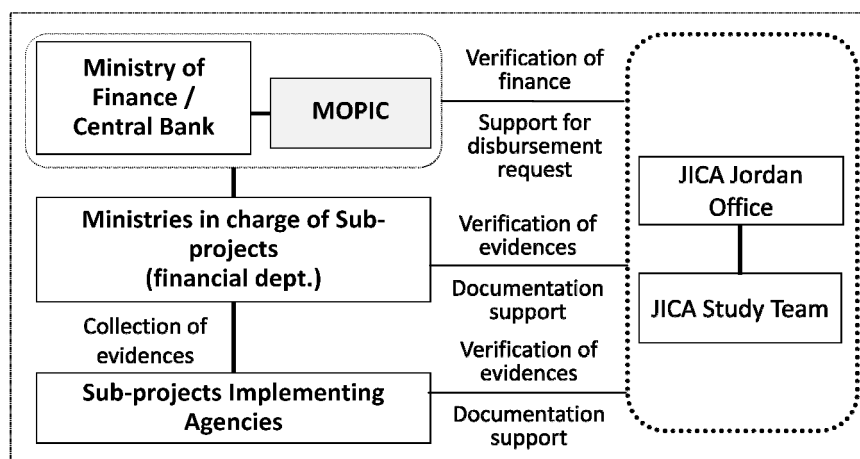 Ministry of
Finance /
Central Bank
MOPIC
Verification of
finance
Support for
disbursement
request
JICA Jordan
Office
JICA Study Team
Ministries in charge of Sub-
projects
(financial dept.)
Verification of
evidences
Documentation
support
Collection of
evidences
Verification of
evidences
Sub-projects Implementing
Agencies
Documentation
support